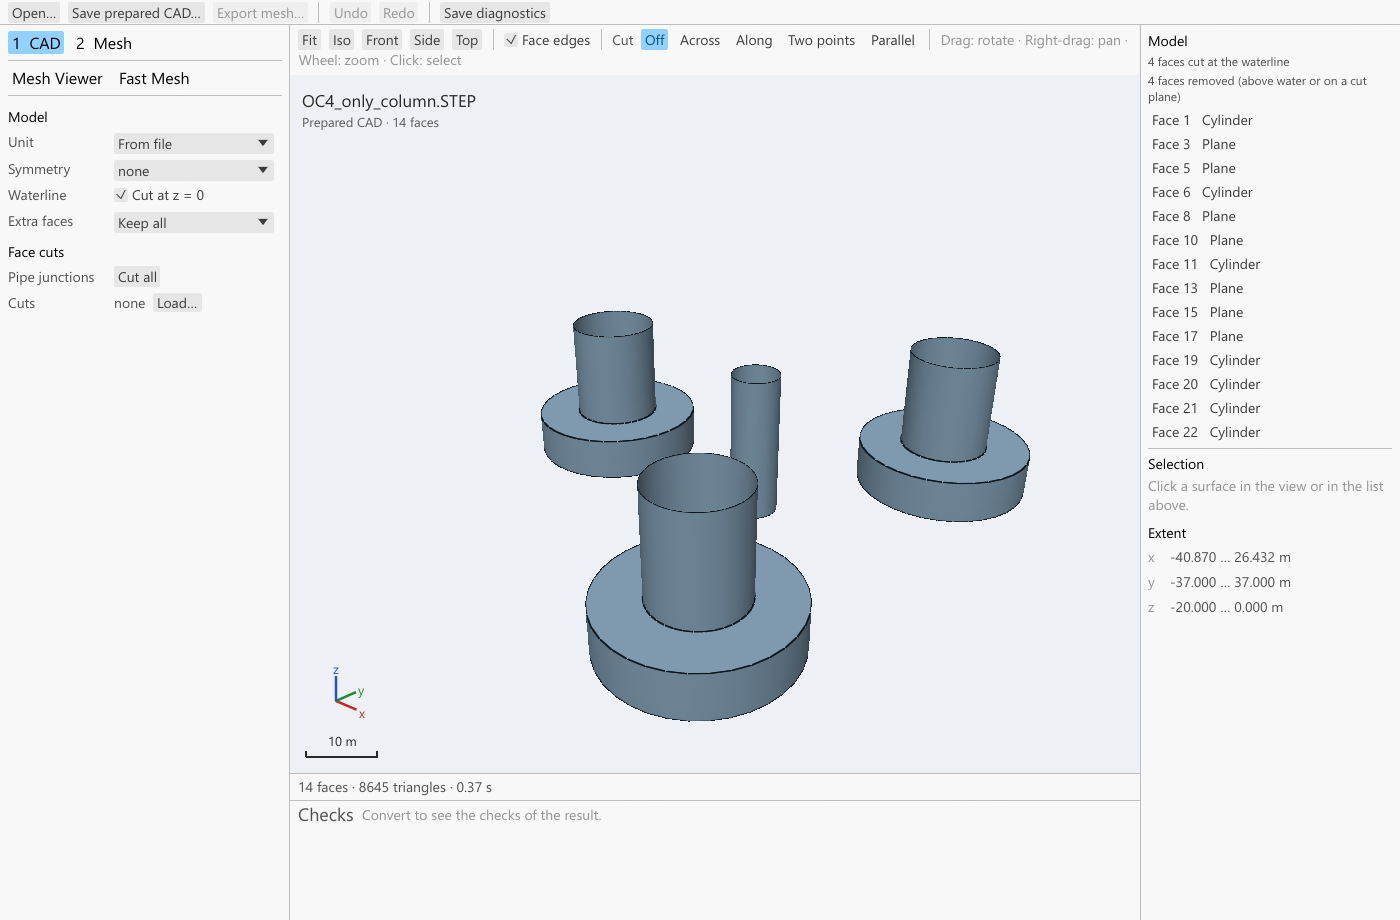 Open... Save prepared CAD... Export mesh... Undo Redo Save diagnostics
1 CAD 2 Mesh
Mesh Viewer Fast Mesh
Model
Unit From file
Symmetry none
Waterline Cut at z = 0
Extra faces Keep all
Face cuts
Pipe junctions Cut all
Cuts none Load...
Fit Iso Front Side Top Face edges Cut Off Across Along Two points Parallel Drag: rotate · Right-drag: pan ·
Wheel: zoom · Click: select
OC4_only_column.STEP
Prepared CAD · 14 faces
z
y
x
10 m
14 faces · 8645 triangles · 0.37 s
Checks Convert to see the checks of the result.
Model
4 faces cut at the waterline
4 faces removed (above water or on a cut
plane)
Face 1 Cylinder
Face 3 Plane
Face 5 Plane
Face 6 Cylinder
Face 8 Plane
Face 10 Plane
Face 11 Cylinder
Face 13 Plane
Face 15 Plane
Face 17 Plane
Face 19 Cylinder
Face 20 Cylinder
Face 21 Cylinder
Face 22 Cylinder
Selection
Click a surface in the view or in the list
above.
Extent
x -40.870 ... 26.432 m
y -37.000 ... 37.000 m
z -20.000 ... 0.000 m